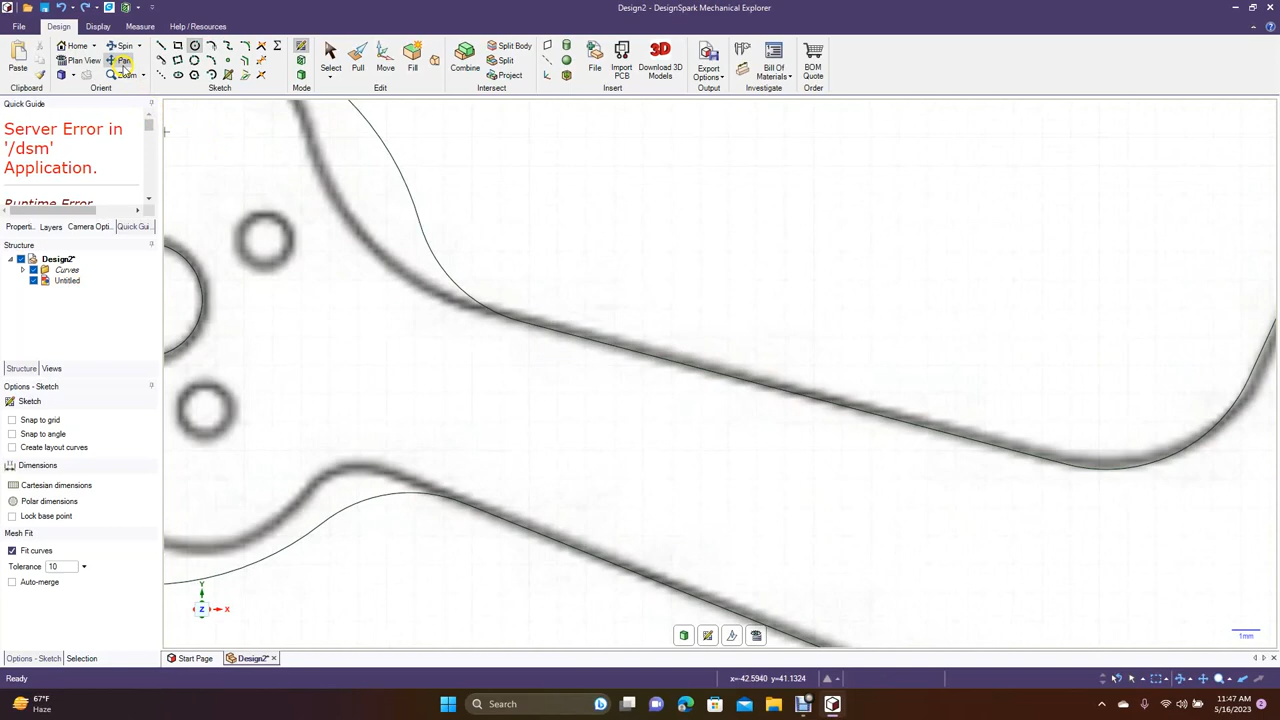 Design2 - DesignSpark Mechanical Explorer
File Design Display Measure Help / Resources
Home Spin
Plan View Pan
Zoom
Paste
Select Pull Move Fill
Combine
Split Body
Split
Project
File Import PCB Download 3D Models
Export Options
Bill Of Materials
BOM Quote
Clipboard Orient Sketch Mode Edit Intersect Insert Output Investigate Order
Quick Guide
Server Error in
'/dsm'
Application.
Runtime Error
Properti... Layers Camera Opti... Quick Gui...
Structure
Design2*
Curves
Untitled
Structure Views
Options - Sketch
Sketch
Snap to grid
Snap to angle
Create layout curves
Dimensions
Cartesian dimensions
Polar dimensions
Lock base point
Mesh Fit
Fit curves
Tolerance 10
Auto-merge
Y
Z X
1mm
Options - Sketch Selection
Start Page Design2*
Ready x=-42.5940 y=41.1324
67°F
Fair
Search
11:47 AM
5/16/2023